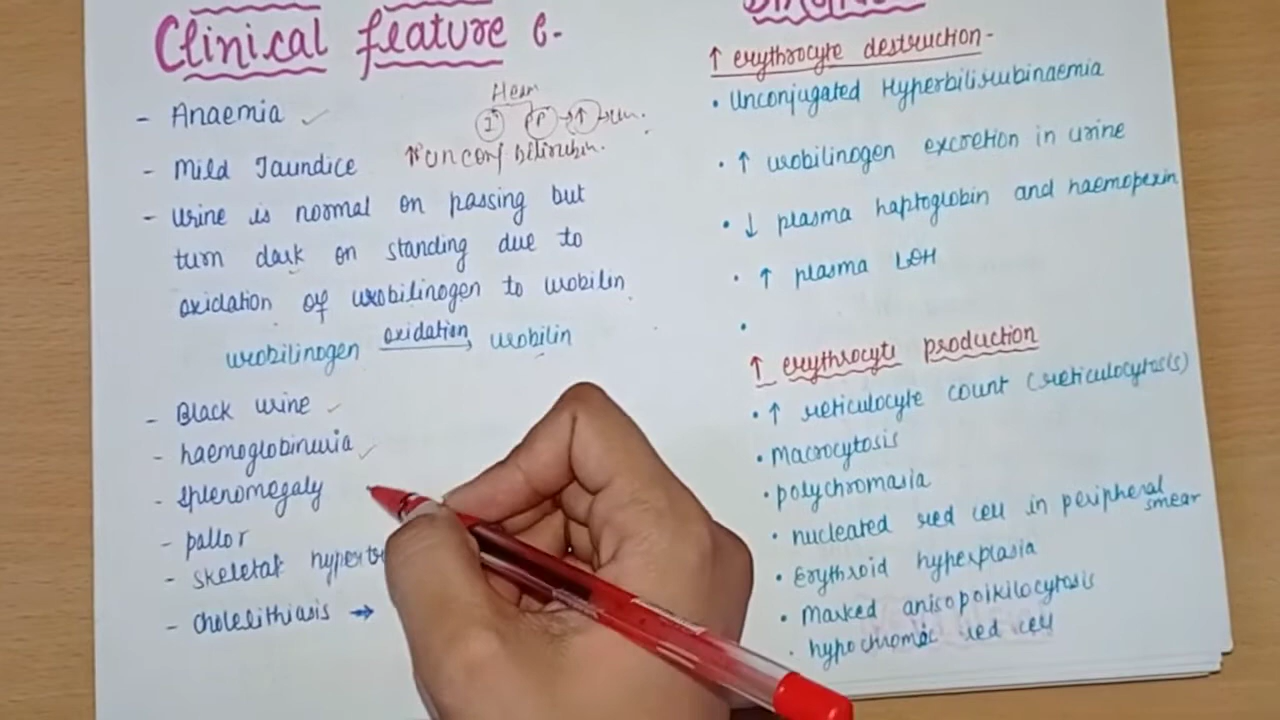 Clinical feature :-
- Anaemia
- Mild Jaundice
↑ unconj bilirubin.
- Urine is normal on passing but
turn dark on standing due to
oxidation of urobilinogen to urobilin
urobilinogen oxidation urobilin
- Black urine
- haemoglobinuria
- splenomegaly
- pallor
- skeletal
- cholelithiasis →
↑ erythrocyte destruction-
• Unconjugated Hyperbilirubinaemia
• ↑ urobilinogen excretion in urine
• ↓ plasma haptoglobin and haemopexin
• ↑ plasma LDH
•
↑ erythrocyte production
• ↑ reticulocyte count (reticulocytosis)
• Macrocytosis
• polychromasia
• nucleated red cell in peripheral smear
• Erythroid hyperplasia
• Marked anisopoikilocytosis
• hypochromic red cell